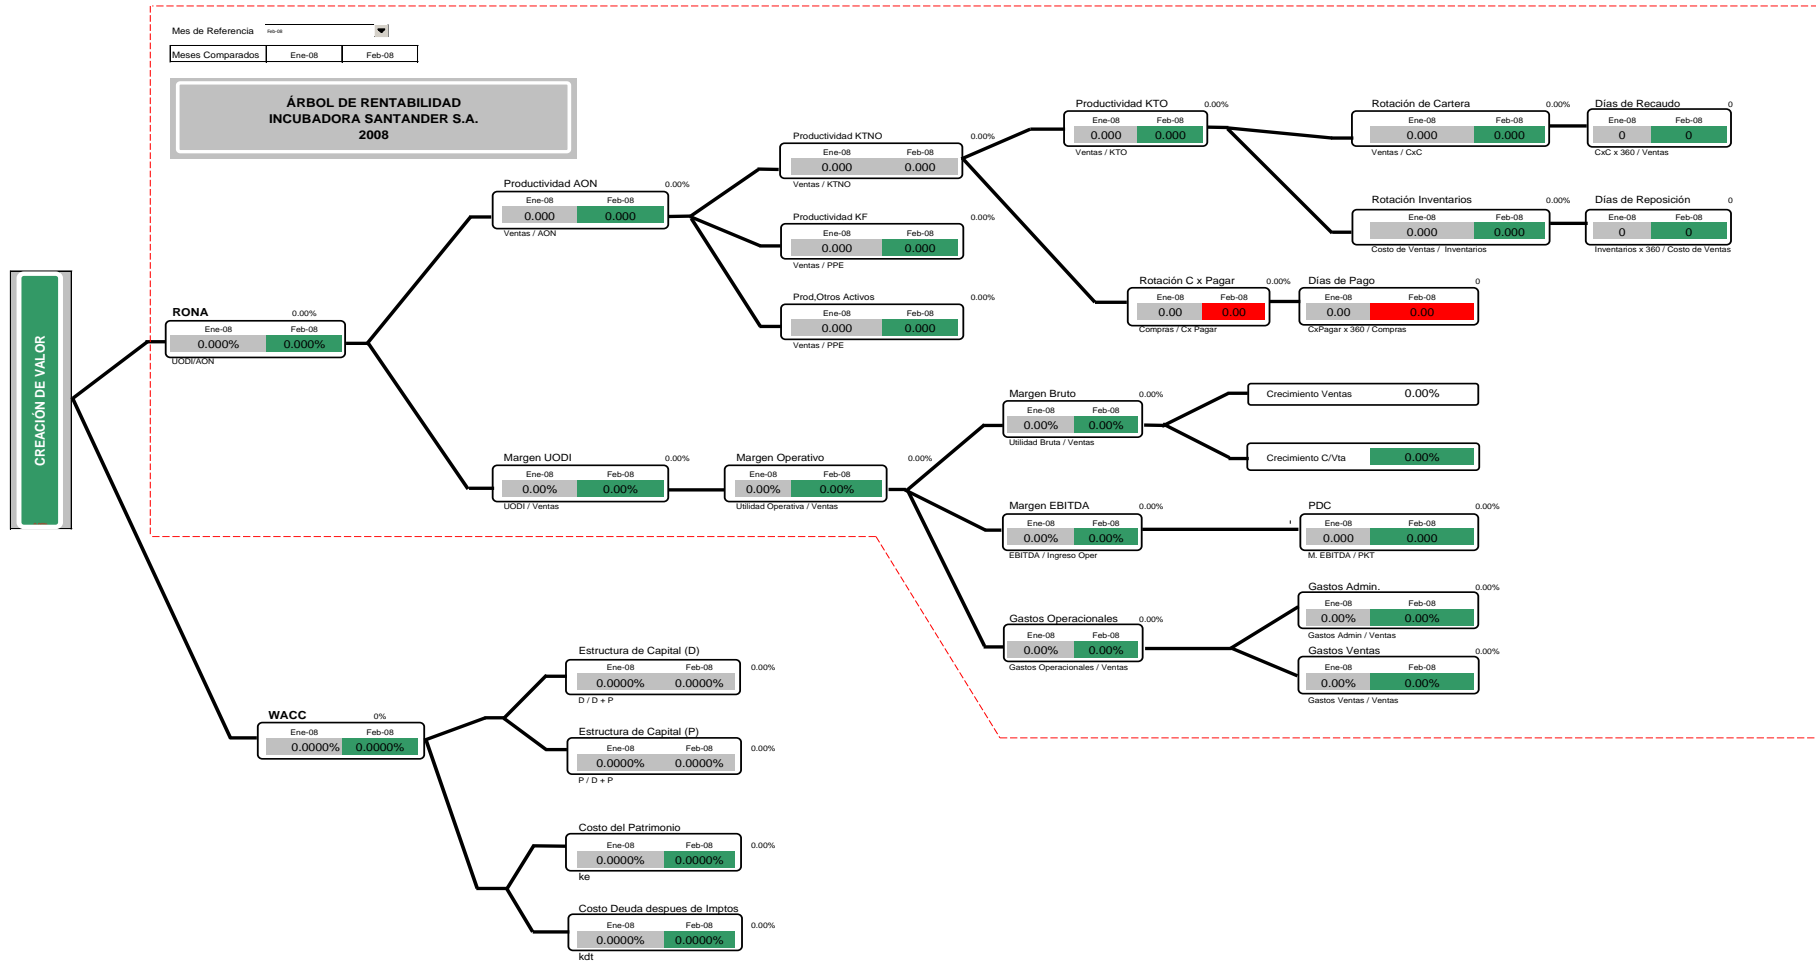 Mes de Referencia
Feb-08
Meses Comparados
Ene-08
Feb-08
ÁRBOL DE RENTABILIDAD
INCUBADORA SANTANDER S.A.
2008
CREACIÓN DE VALOR
RONA
0.00%
Ene-08
Feb-08
0.000%
0.000%
UODI/AON
Productividad AON
0.00%
Ene-08
Feb-08
0.000
0.000
Ventas / AON
Productividad KTNO
0.00%
Ene-08
Feb-08
0.000
0.000
Ventas / KTNO
Productividad KF
0.00%
Ene-08
Feb-08
0.000
0.000
Ventas / PPE
Prod,Otros Activos
0.00%
Ene-08
Feb-08
0.000
0.000
Ventas / PPE
Productividad KTO
0.00%
Ene-08
Feb-08
0.000
0.000
Ventas / KTO
Rotación de Cartera
0.00%
Ene-08
Feb-08
0.000
0.000
Ventas / CxC
Días de Recaudo
0
Ene-08
Feb-08
0
0
CxC x 360 / Ventas
Rotación Inventarios
0.00%
Ene-08
Feb-08
0.000
0.000
Costo de Ventas / Inventarios
Días de Reposición
0
Ene-08
Feb-08
0
0
Inventarios x 360 / Costo de Ventas
Rotación C x Pagar
0.00%
Ene-08
Feb-08
0.00
0.00
Compras / Cx Pagar
Días de Pago
0
Ene-08
Feb-08
0.00
0.00
CxPagar x 360 / Compras
Margen UODI
0.00%
Ene-08
Feb-08
0.00%
0.00%
UODI / Ventas
Margen Operativo
0.00%
Ene-08
Feb-08
0.00%
0.00%
Utilidad Operativa / Ventas
Margen Bruto
0.00%
Ene-08
Feb-08
0.00%
0.00%
Utilidad Bruta / Ventas
Crecimiento Ventas
0.00%
Crecimiento C/Vta
0.00%
Margen EBITDA
0.00%
Ene-08
Feb-08
0.00%
0.00%
EBITDA / Ingreso Oper
PDC
0.00%
Ene-08
Feb-08
0.000
0.000
M. EBITDA / PKT
Gastos Operacionales
0.00%
Ene-08
Feb-08
0.00%
0.00%
Gastos Operacionales / Ventas
Gastos Admin.
0.00%
Ene-08
Feb-08
0.00%
0.00%
Gastos Admin / Ventas
Gastos Ventas
0.00%
Ene-08
Feb-08
0.00%
0.00%
Gastos Ventas / Ventas
WACC
0%
Ene-08
Feb-08
0.0000%
0.0000%
Estructura de Capital (D)
0.00%
Ene-08
Feb-08
0.0000%
0.0000%
D / D + P
Estructura de Capital (P)
0.00%
Ene-08
Feb-08
0.0000%
0.0000%
P / D + P
Costo del Patrimonio
0.00%
Ene-08
Feb-08
0.0000%
0.0000%
ke
Costo Deuda despues de Imptos
0.00%
Ene-08
Feb-08
0.0000%
0.0000%
kdt